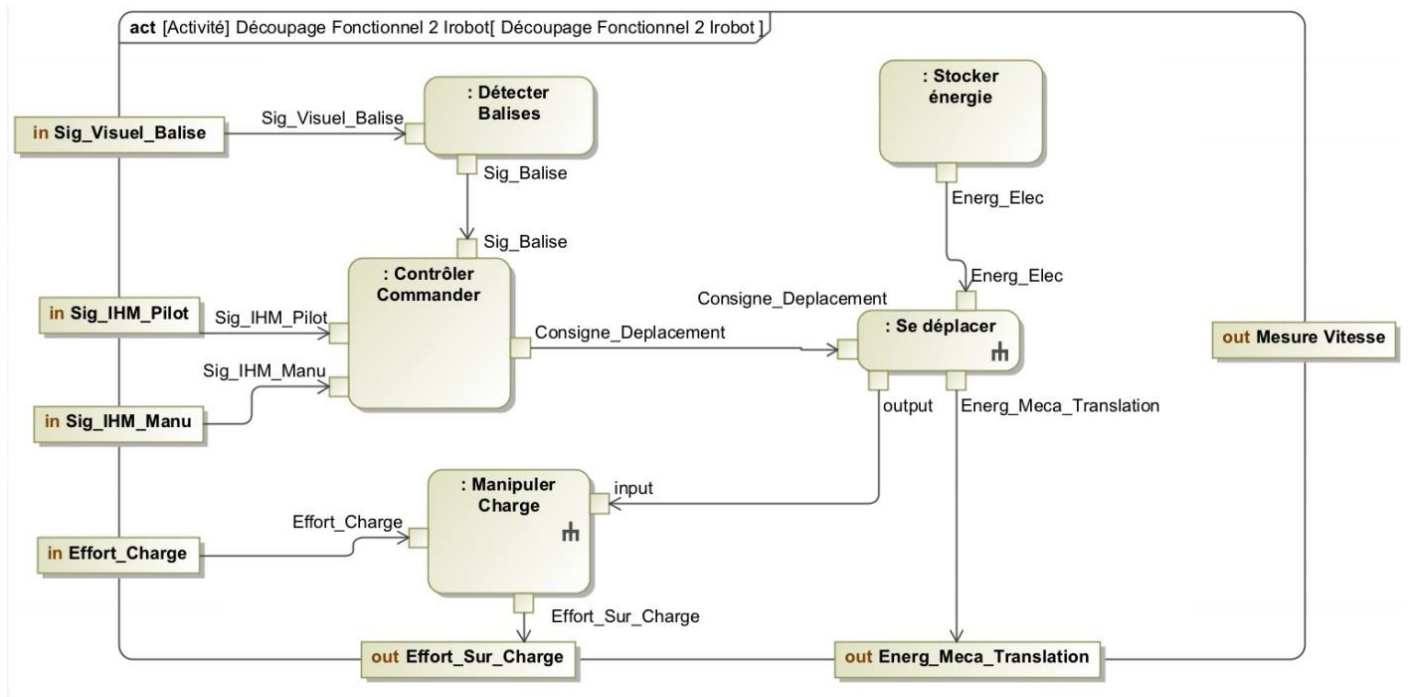 act [Activité] Découpage Fonctionnel 2 Irobot[ Découpage Fonctionnel 2 Irobot ]
: Détecter
Balises
: Stocker
énergie
in Sig_Visuel_Balise
Sig_Visuel_Balise
Sig_Balise
Energ_Elec
Sig_Balise
: Contrôler
Commander
Energ_Elec
in Sig_IHM_Pilot
Sig_IHM_Pilot
Consigne_Deplacement
Consigne_Deplacement
: Se déplacer
out Mesure Vitesse
Sig_IHM_Manu
in Sig_IHM_Manu
output
Energ_Meca_Translation
: Manipuler
Charge
input
Effort_Charge
in Effort_Charge
Effort_Sur_Charge
out Effort_Sur_Charge
out Energ_Meca_Translation